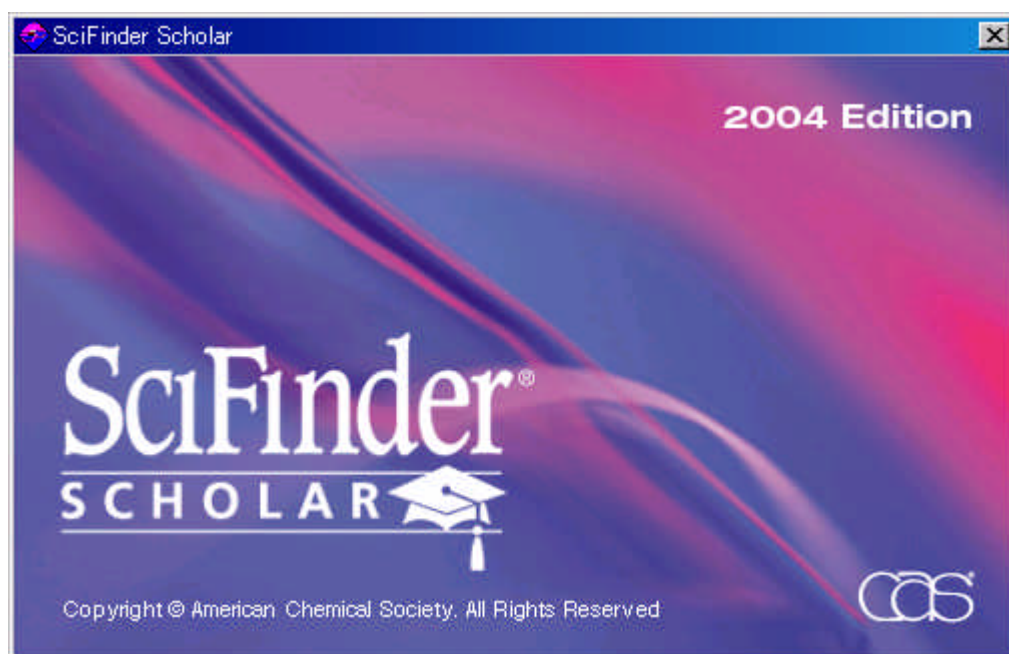 SciFinder Scholar
2004 Edition
SciFinder®
SCHOLAR
Copyright © American Chemical Society. All Rights Reserved
CAS